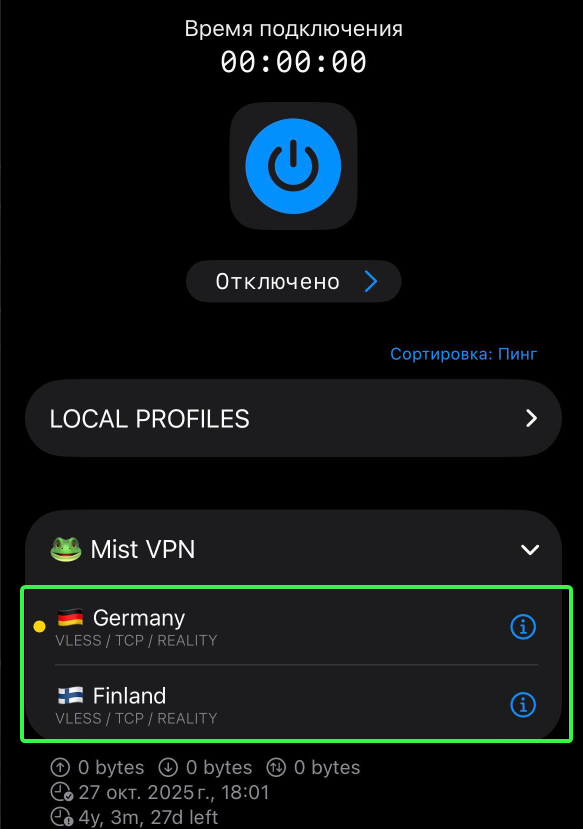 Время подключения
00:00:00
Отключено
Сортировка: Пинг
LOCAL PROFILES
Mist VPN
Germany
VLESS / TCP / REALITY
Finland
VLESS / TCP / REALITY
0 bytes 0 bytes 0 bytes
27 окт. 2025 г., 18:01
4y, 3m, 27d left